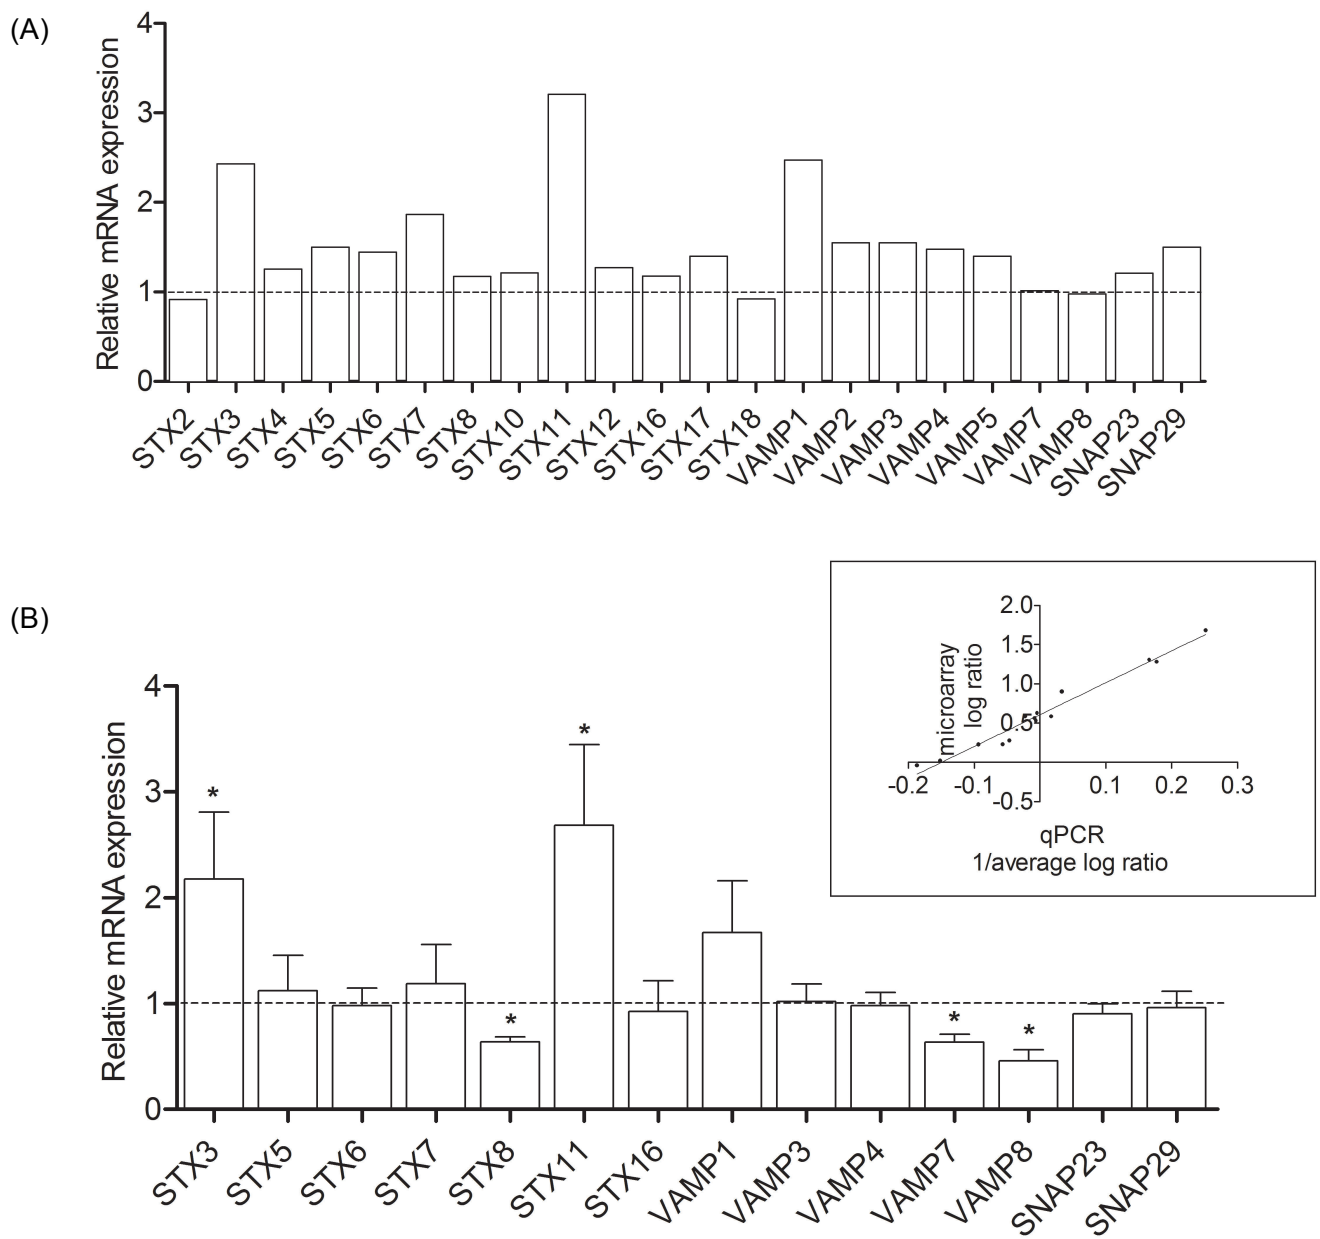 (A)
Relative mRNA expression
4
3
2
1
0
STX2
STX3
STX4
STX5
STX6
STX7
STX8
STX10
STX11
STX12
STX16
STX17
STX18
VAMP1
VAMP2
VAMP3
VAMP4
VAMP5
VAMP7
VAMP8
SNAP23
SNAP29
(B)
Relative mRNA expression
4
3
2
1
0
*
*
*
*
*
STX3
STX5
STX6
STX7
STX8
STX11
STX16
VAMP1
VAMP3
VAMP4
VAMP7
VAMP8
SNAP23
SNAP29
microarray
log ratio
2.0
1.5
1.0
0.5
-0.5
-0.2 -0.1 0.1 0.2 0.3
qPCR
1/average log ratio